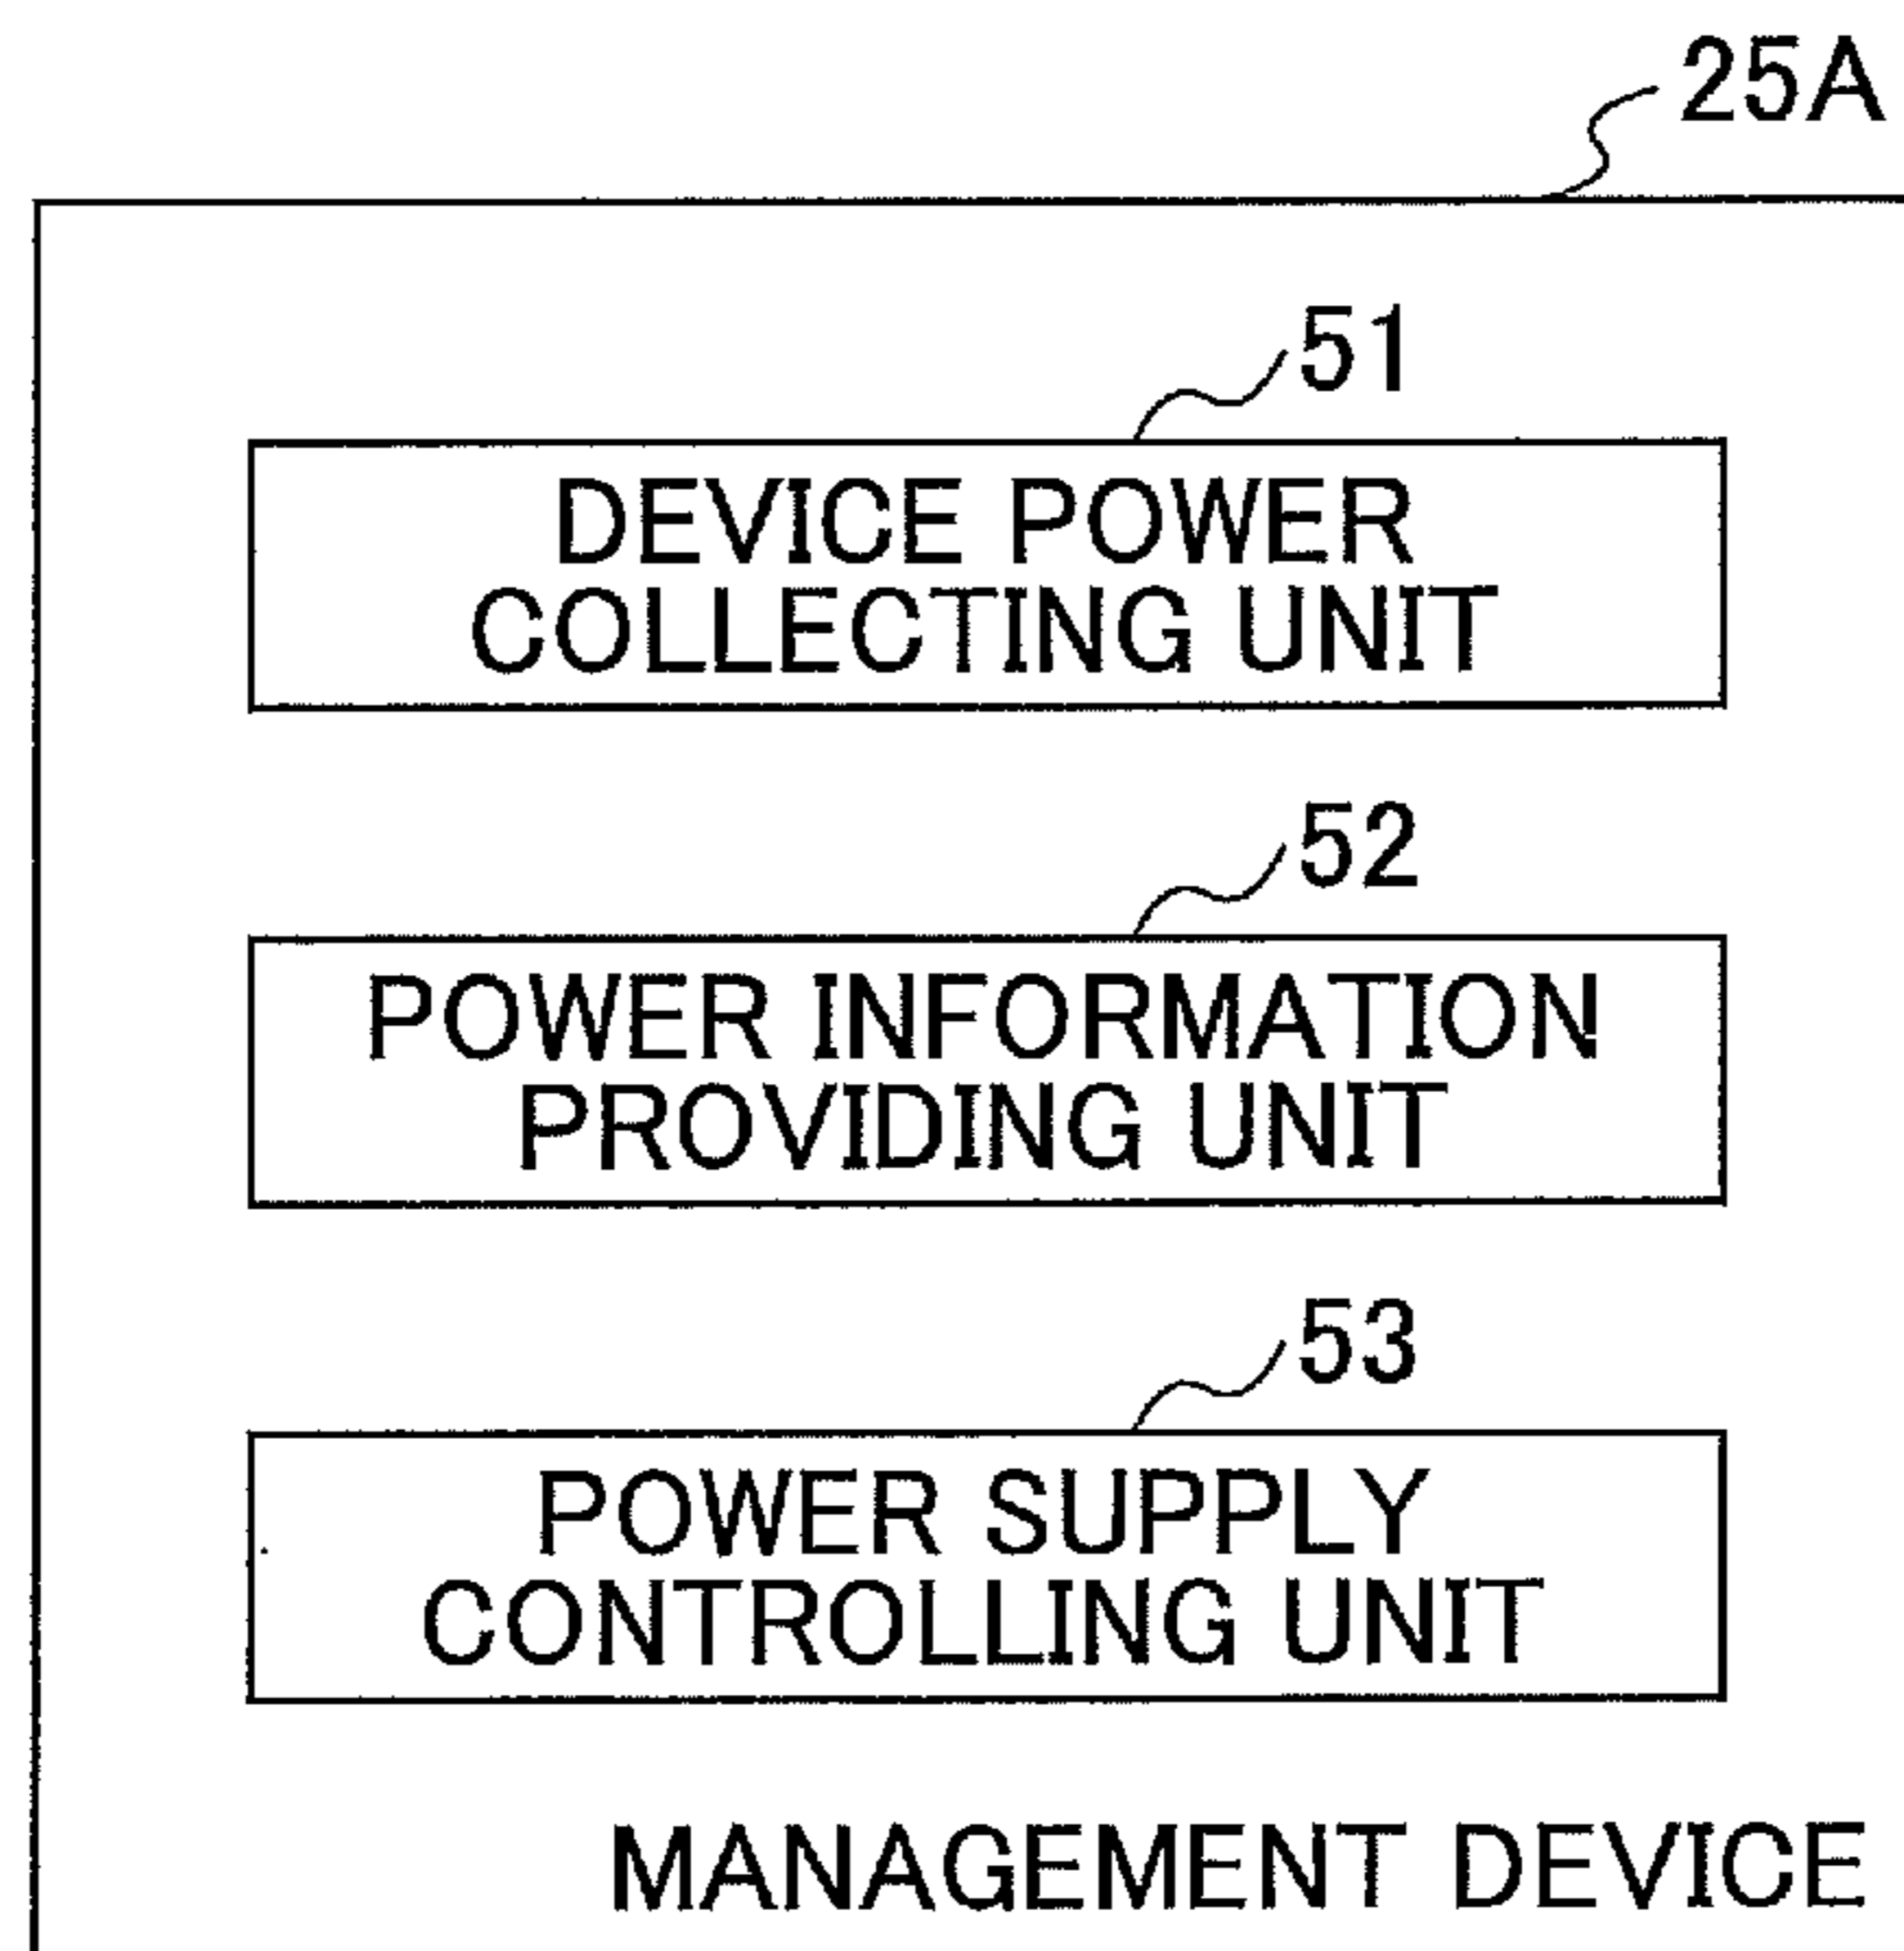 25A
51
DEVICE POWER
COLLECTING UNIT
52
POWER INFORMATION
PROVIDING UNIT
53
POWER SUPPLY
CONTROLLING UNIT
MANAGEMENT DEVICE